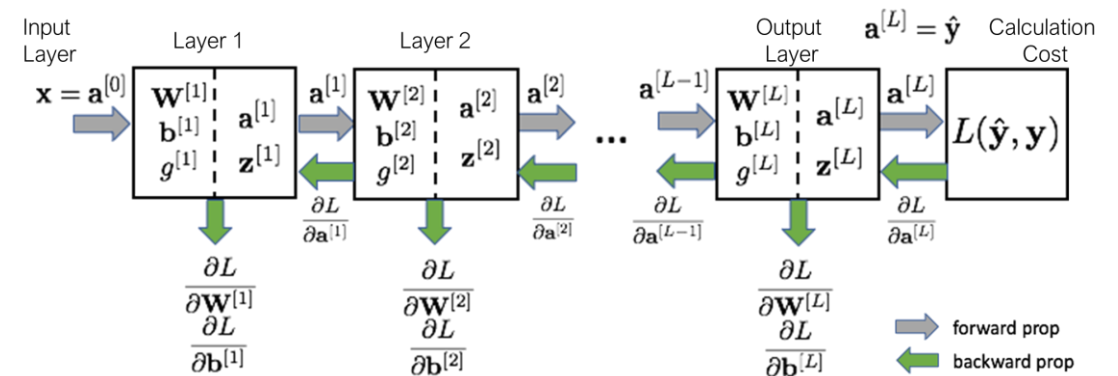 Input
Layer
Layer 1
Layer 2
Output
Layer
a^[L] = ŷ
Calculation
Cost
x = a^[0]
W^[1]
b^[1]
g^[1]
a^[1]
z^[1]
a^[1]
W^[2]
b^[2]
g^[2]
a^[2]
z^[2]
a^[2]
...
a^[L−1]
W^[L]
b^[L]
g^[L]
a^[L]
z^[L]
a^[L]
L(ŷ, y)
∂L/∂a^[1]
∂L/∂a^[2]
∂L/∂a^[L−1]
∂L/∂a^[L]
∂L/∂W^[1]
∂L/∂b^[1]
∂L/∂W^[2]
∂L/∂b^[2]
∂L/∂W^[L]
∂L/∂b^[L]
forward prop
backward prop